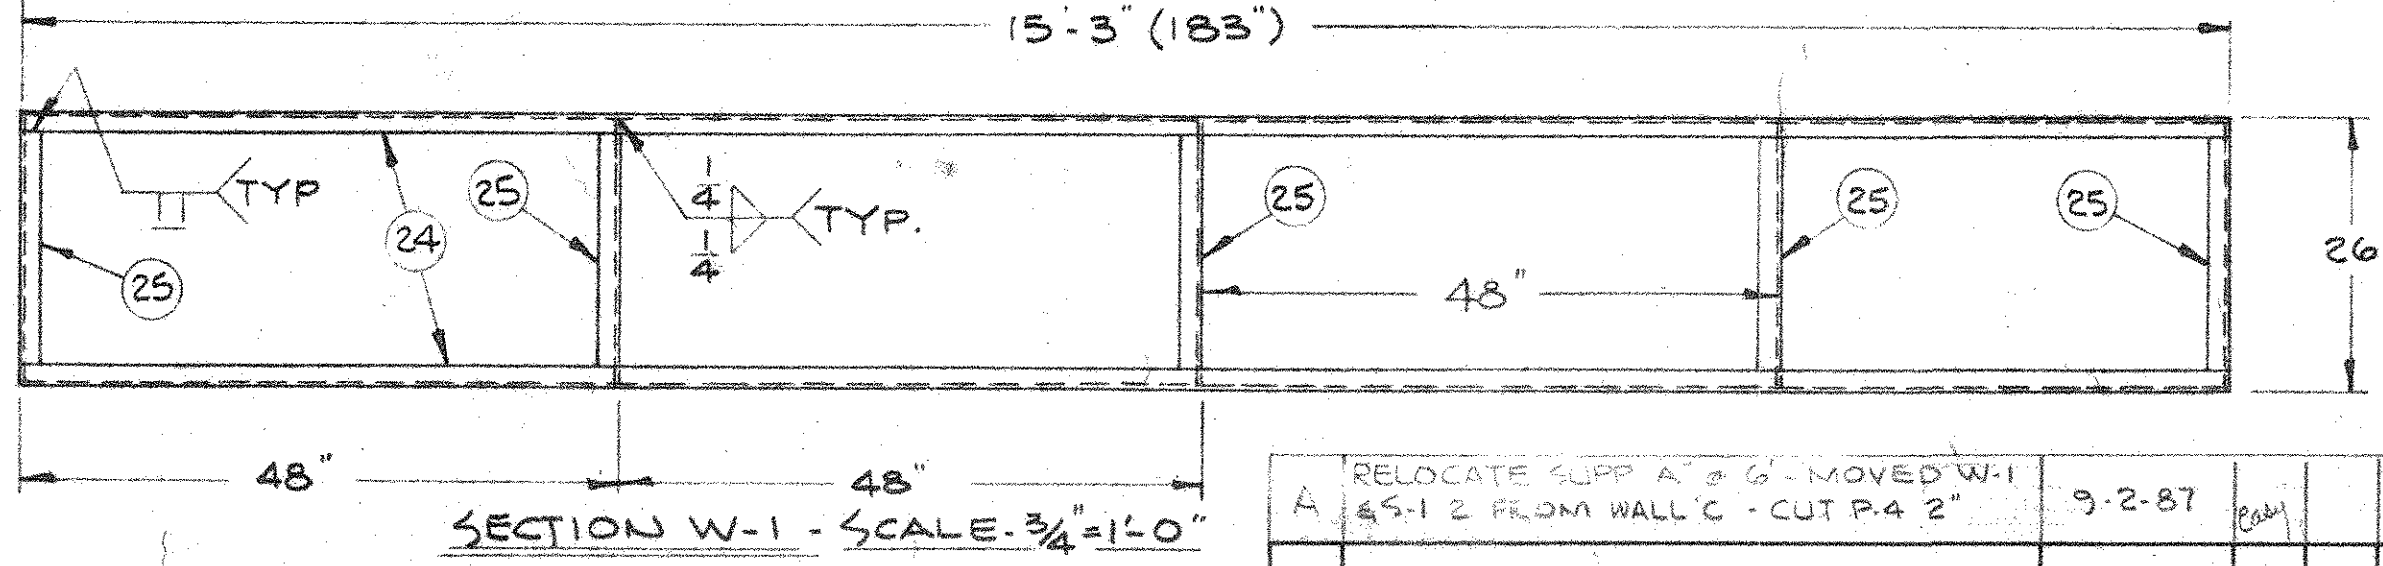 15'-3" (183")
TYP
25
24
25
1/4
1/4
TYP.
25
25
25
48"
26
48"
48"
SECTION W-1 - SCALE-3/4"=1'-0"
A
RELOCATE SUPP A' & G' - MOVED W-1
&S-1 2 FROM WALL 'C - CUT P.4 2"
9-2-87